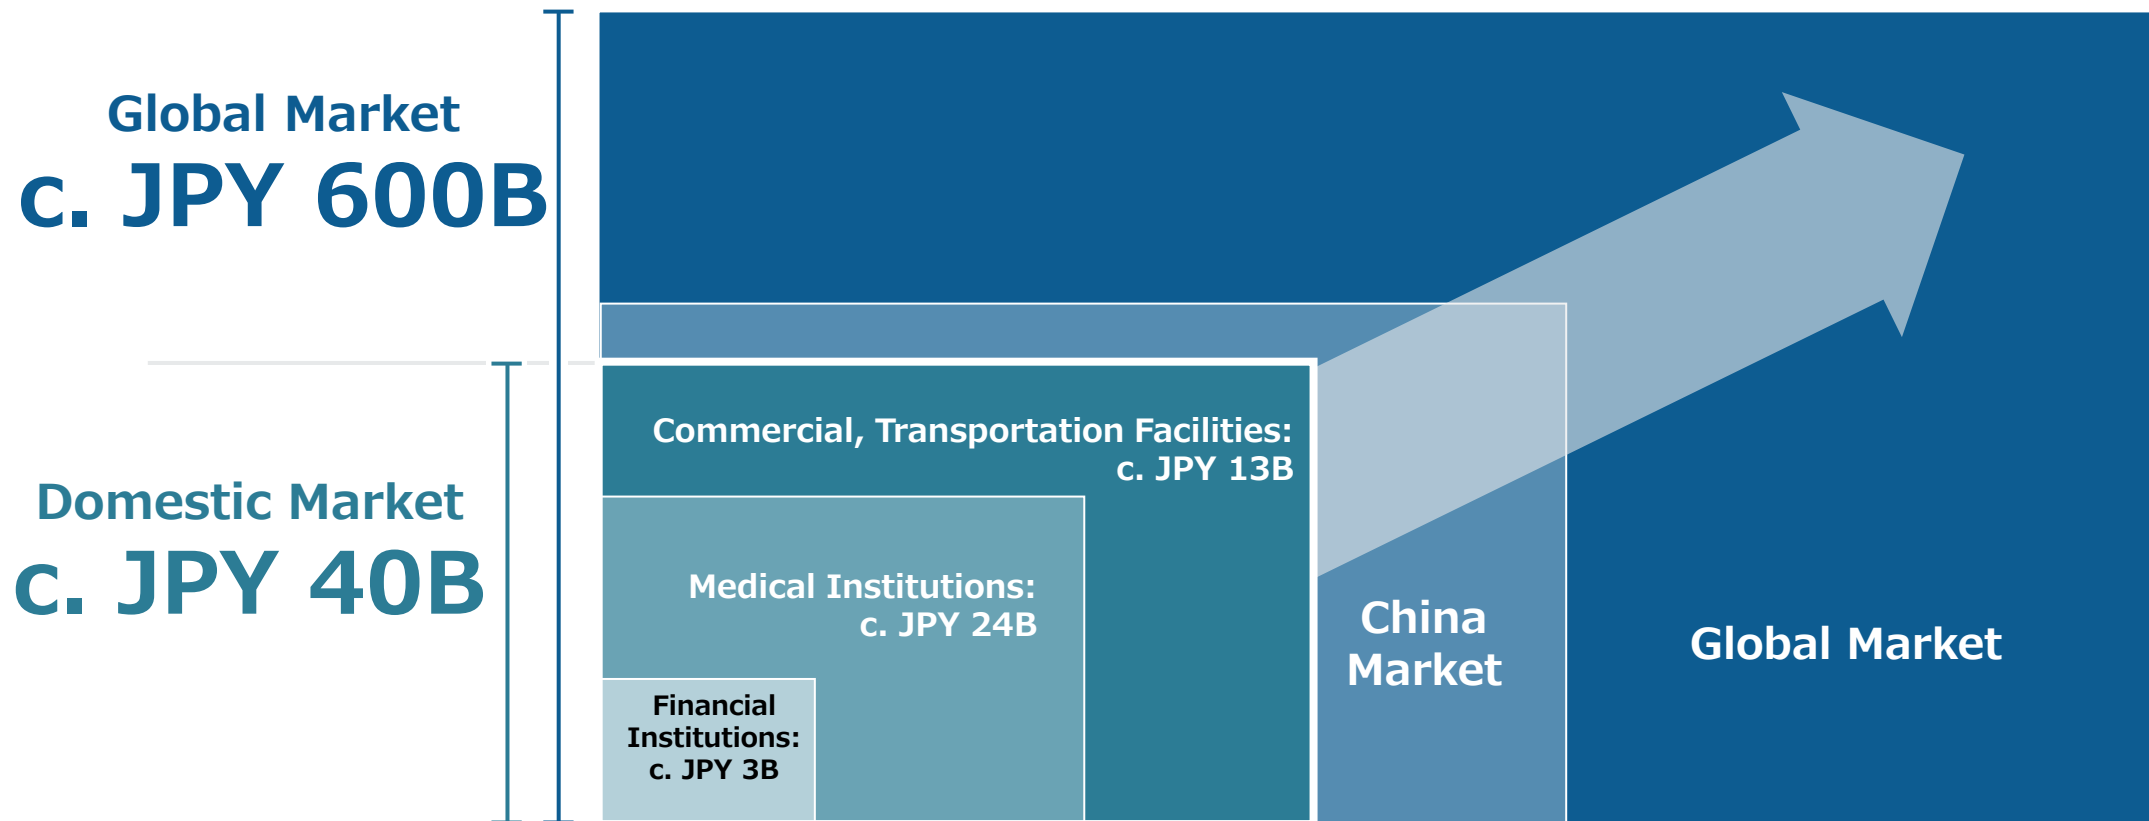 Global Market
c. JPY 600B
Domestic Market
c. JPY 40B
Commercial, Transportation Facilities:
c. JPY 13B
Medical Institutions:
c. JPY 24B
Financial
Institutions:
c. JPY 3B
China
Market
Global Market